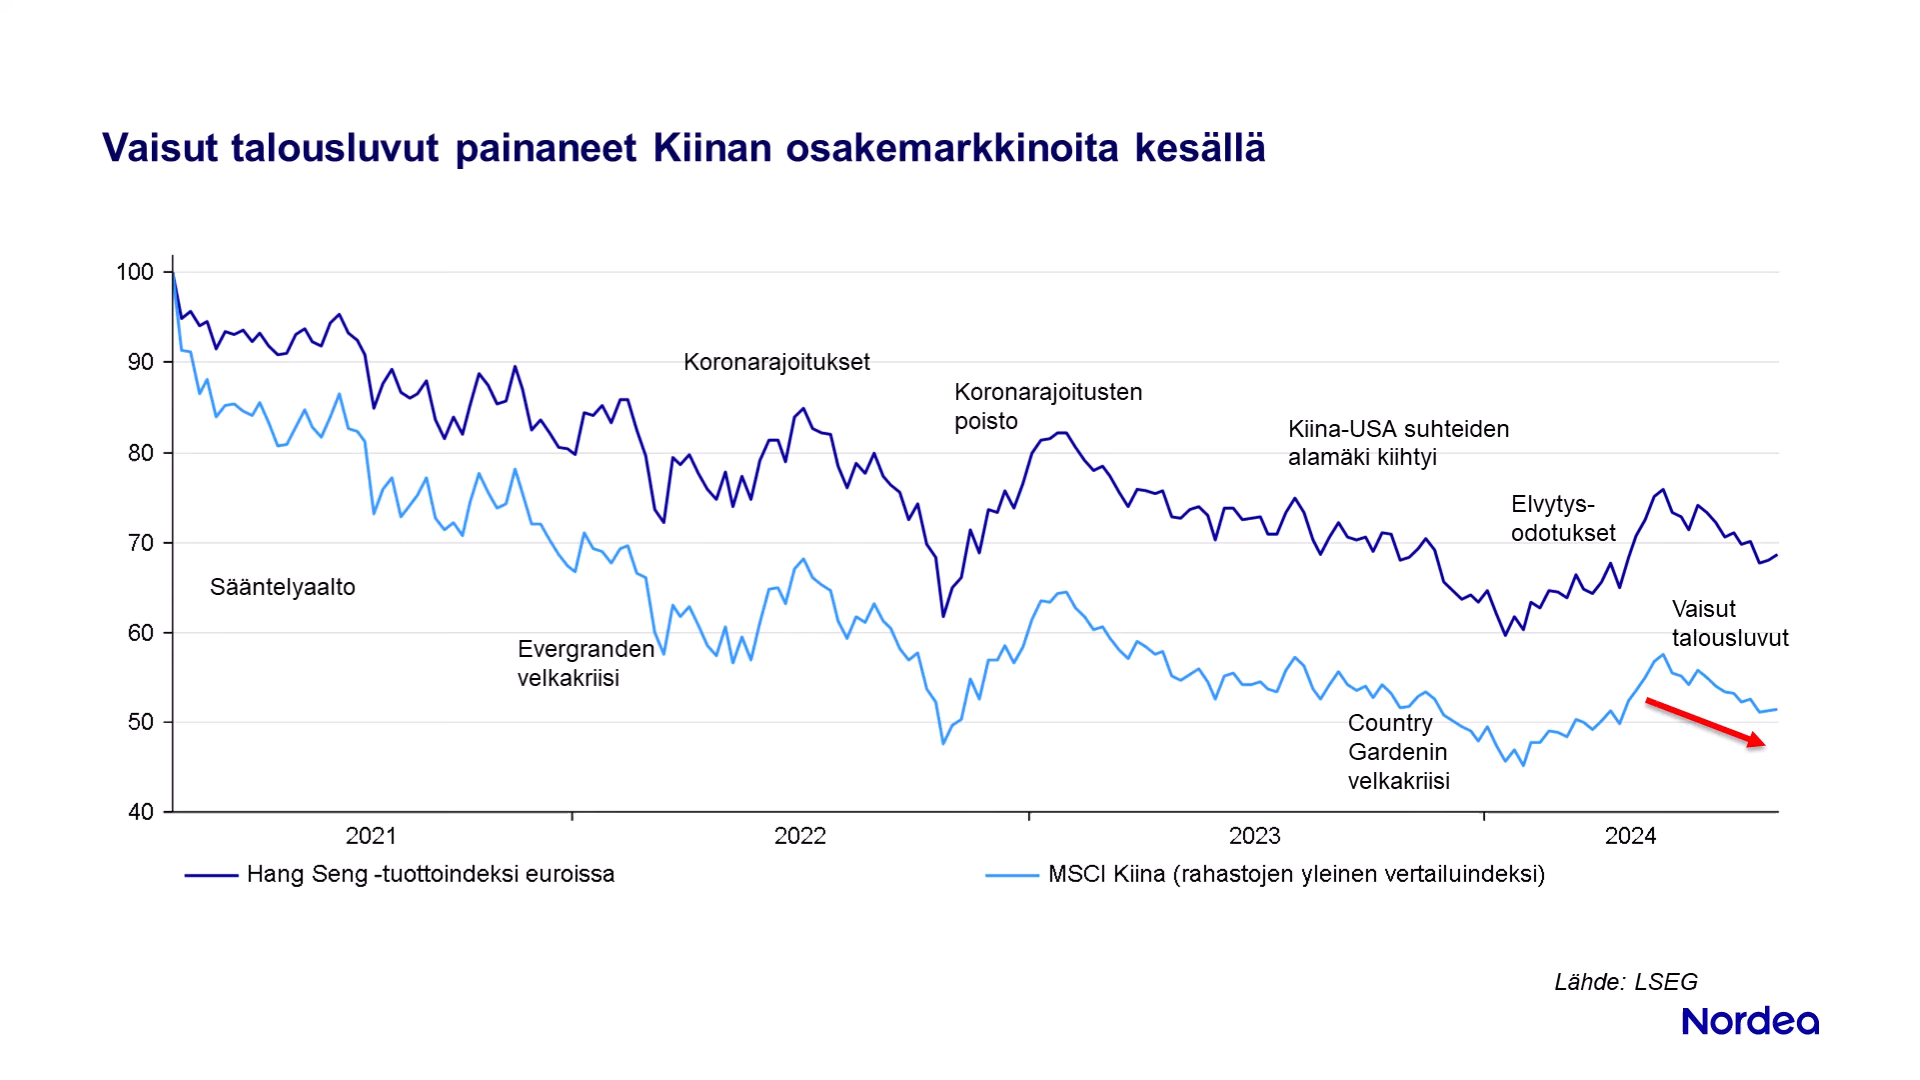 Vaisut talousluvut painaneet Kiinan osakemarkkinoita kesällä
100
90
80
70
60
50
40
Sääntelyaalto
Evergranden
velkakriisi
Koronarajoitukset
Koronarajoitusten
poisto
Kiina-USA suhteiden
alamäki kiihtyi
Country
Gardenin
velkakriisi
Elvytys-
odotukset
Vaisut
talousluvut
2021
2022
2023
2024
Hang Seng -tuottoindeksi euroissa
MSCI Kiina (rahastojen yleinen vertailuindeksi)
Lähde: LSEG
Nordea